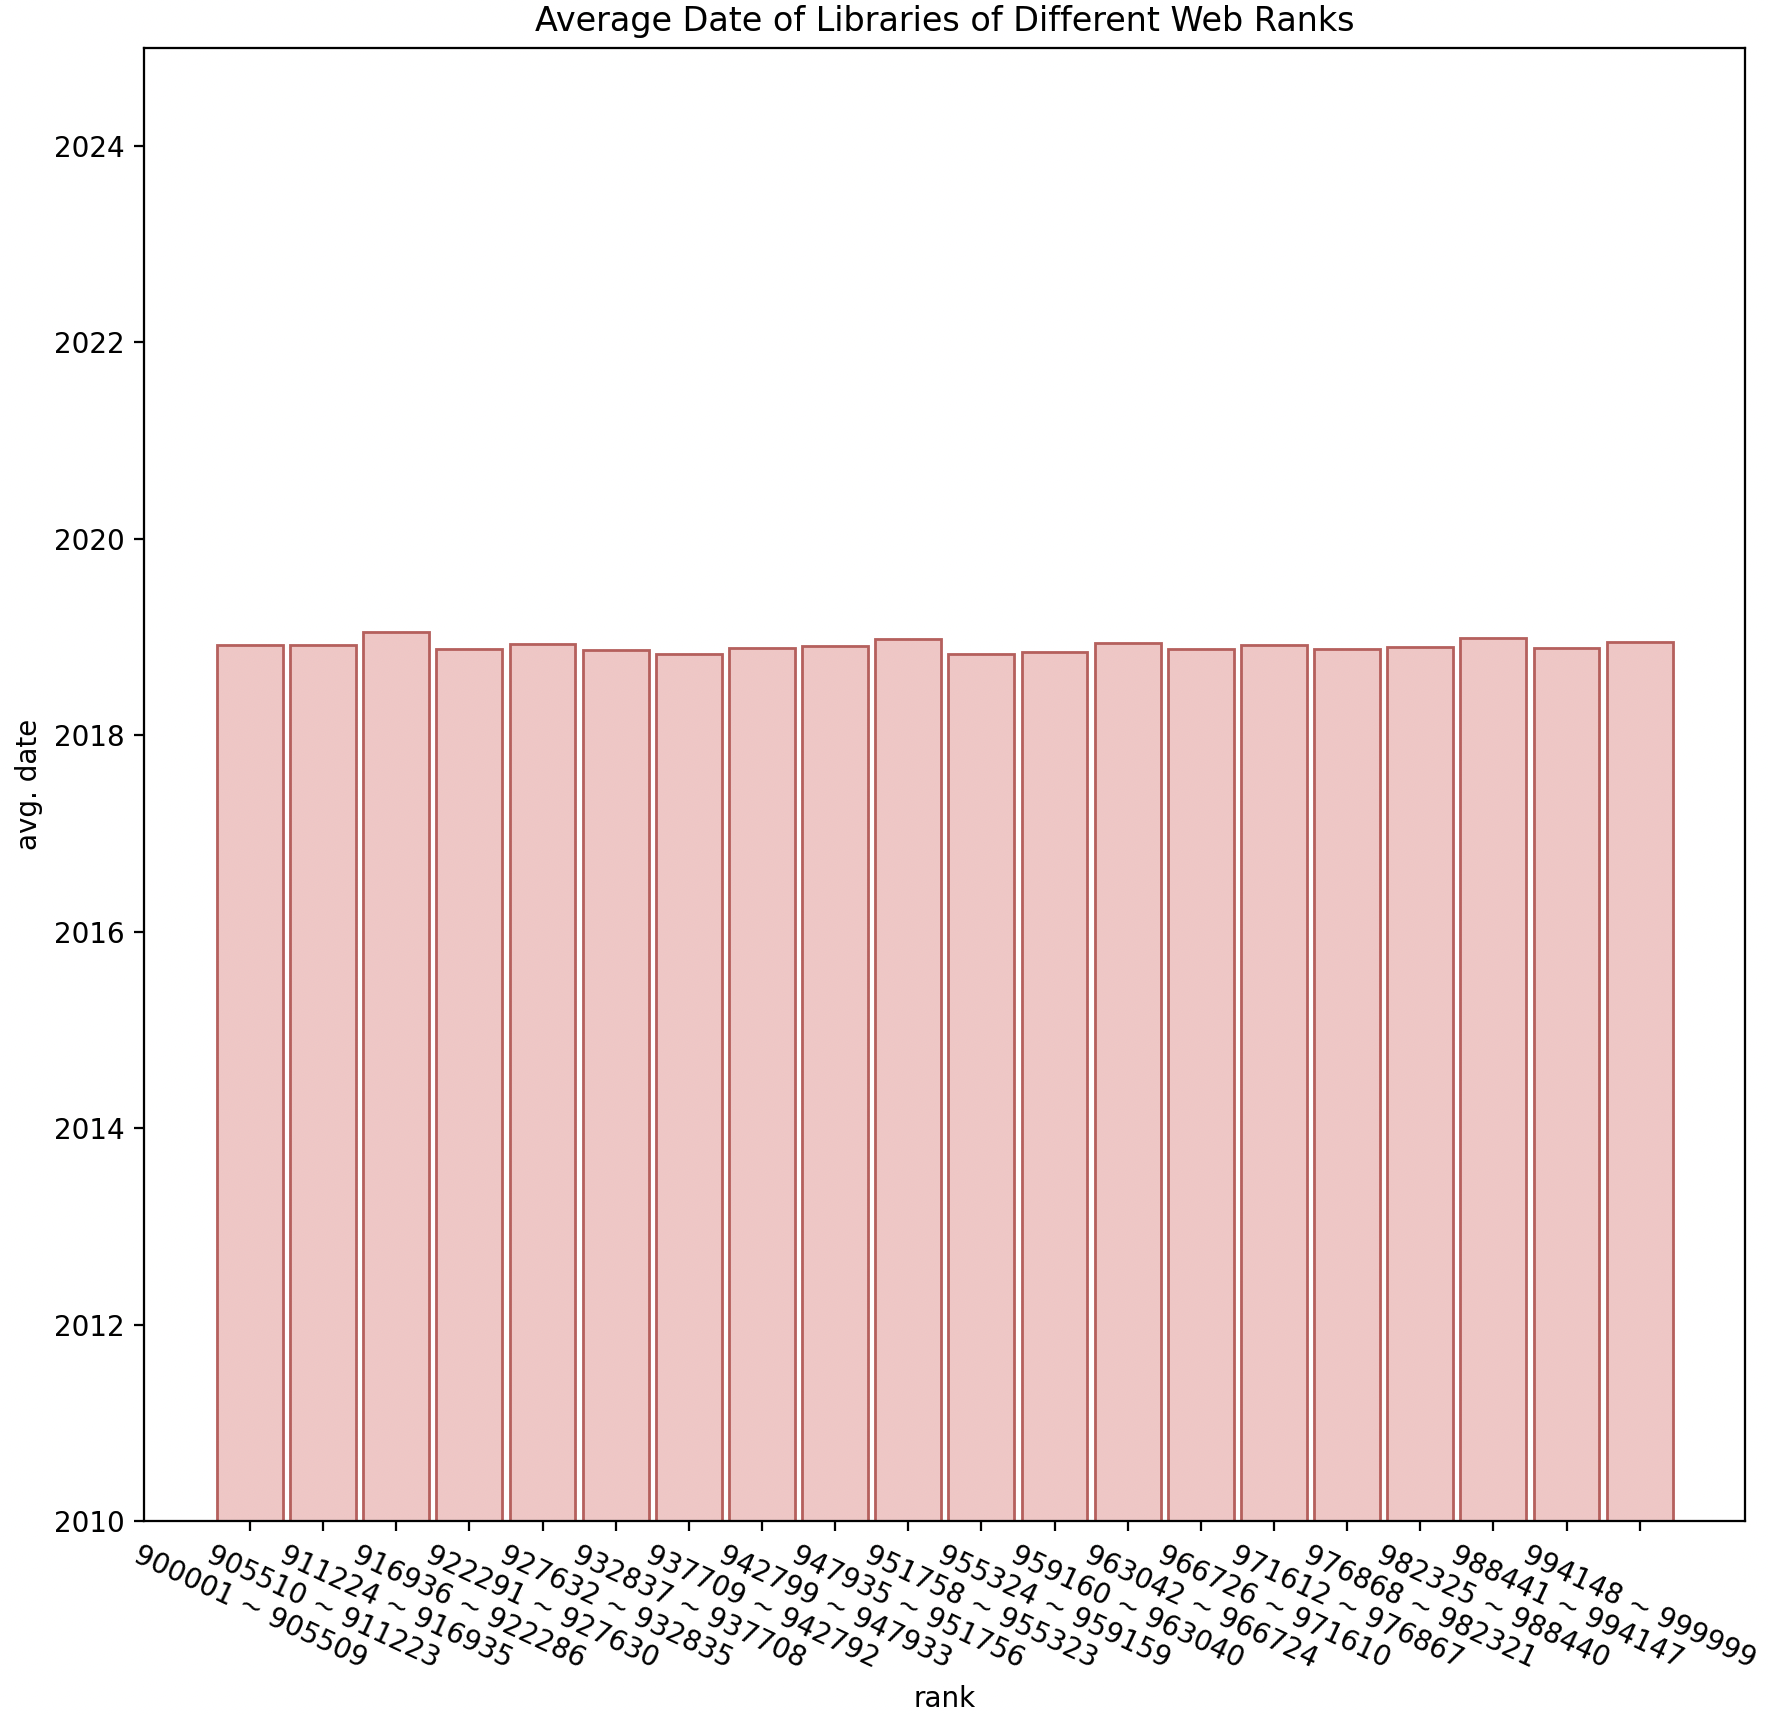 Average Date of Libraries of Different Web Ranks
2024
2022
2020
2018
2016
2014
2012
2010
avg. date
900001 ~ 905509
905510 ~ 911223
911224 ~ 916935
916936 ~ 922286
922291 ~ 927630
927632 ~ 932835
932837 ~ 937708
937709 ~ 942792
942799 ~ 947933
947935 ~ 951756
951758 ~ 955323
955324 ~ 959159
959160 ~ 963040
963042 ~ 966724
966726 ~ 971610
971612 ~ 976867
976868 ~ 982321
982325 ~ 988440
988441 ~ 994147
994148 ~ 999999
rank